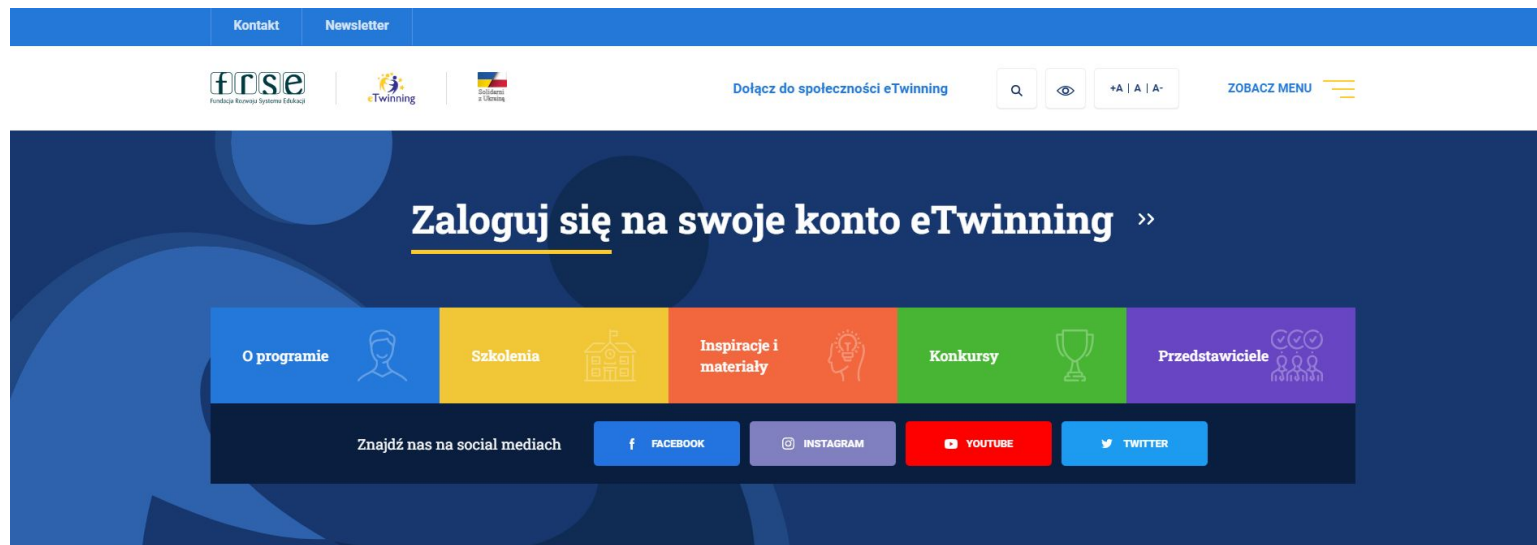 Kontakt Newsletter
frse
Fundacja Rozwoju Systemu Edukacji
eTwinning
Solidarni
z Ukrainą
Dołącz do społeczności eTwinning
+A | A | A-
ZOBACZ MENU
Zaloguj się na swoje konto eTwinning >>
O programie
Szkolenia
Inspiracje i
materiały
Konkursy
Przedstawiciele
Znajdź nas na social mediach
FACEBOOK
INSTAGRAM
YOUTUBE
TWITTER